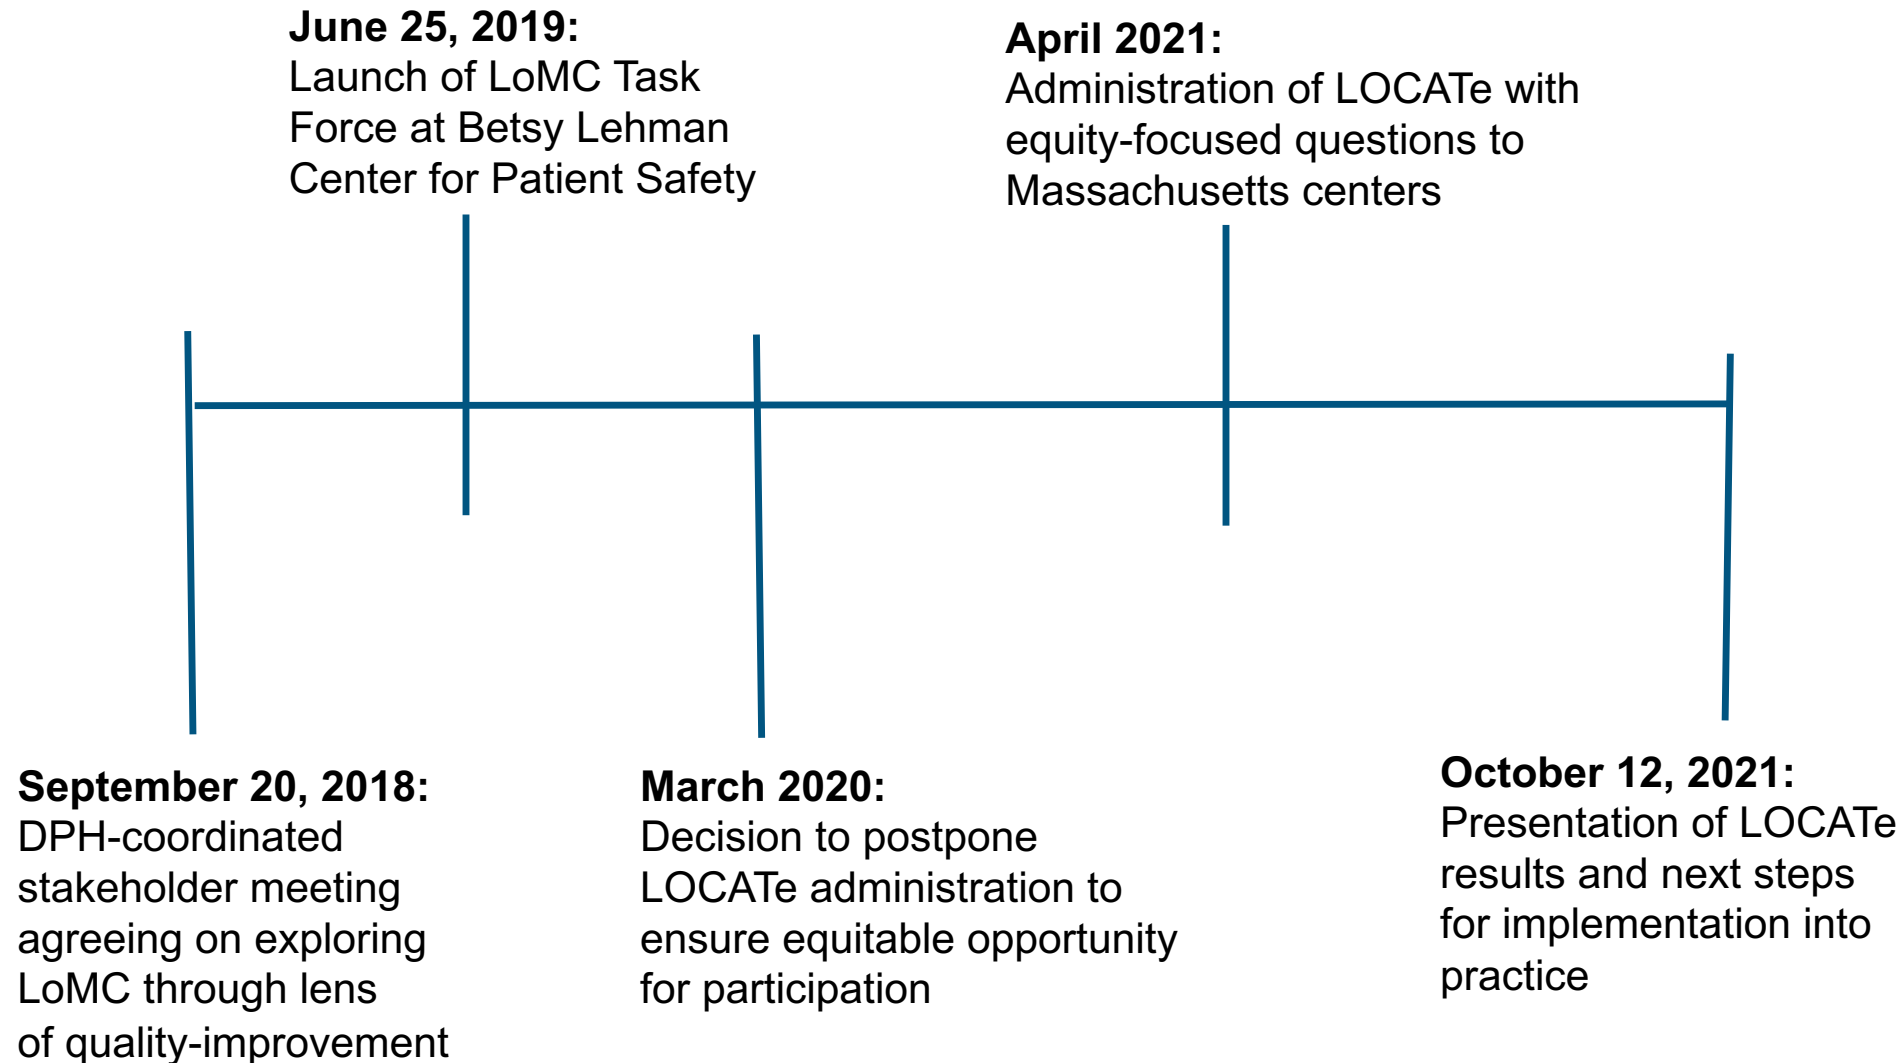 June 25, 2019:
Launch of LoMC Task
Force at Betsy Lehman
Center for Patient Safety
April 2021:
Administration of LOCATe with
equity-focused questions to
Massachusetts centers
September 20, 2018:
DPH-coordinated
stakeholder meeting
agreeing on exploring
LoMC through lens
of quality-improvement
March 2020:
Decision to postpone
LOCATe administration to
ensure equitable opportunity
for participation
October 12, 2021:
Presentation of LOCATe
results and next steps
for implementation into
practice